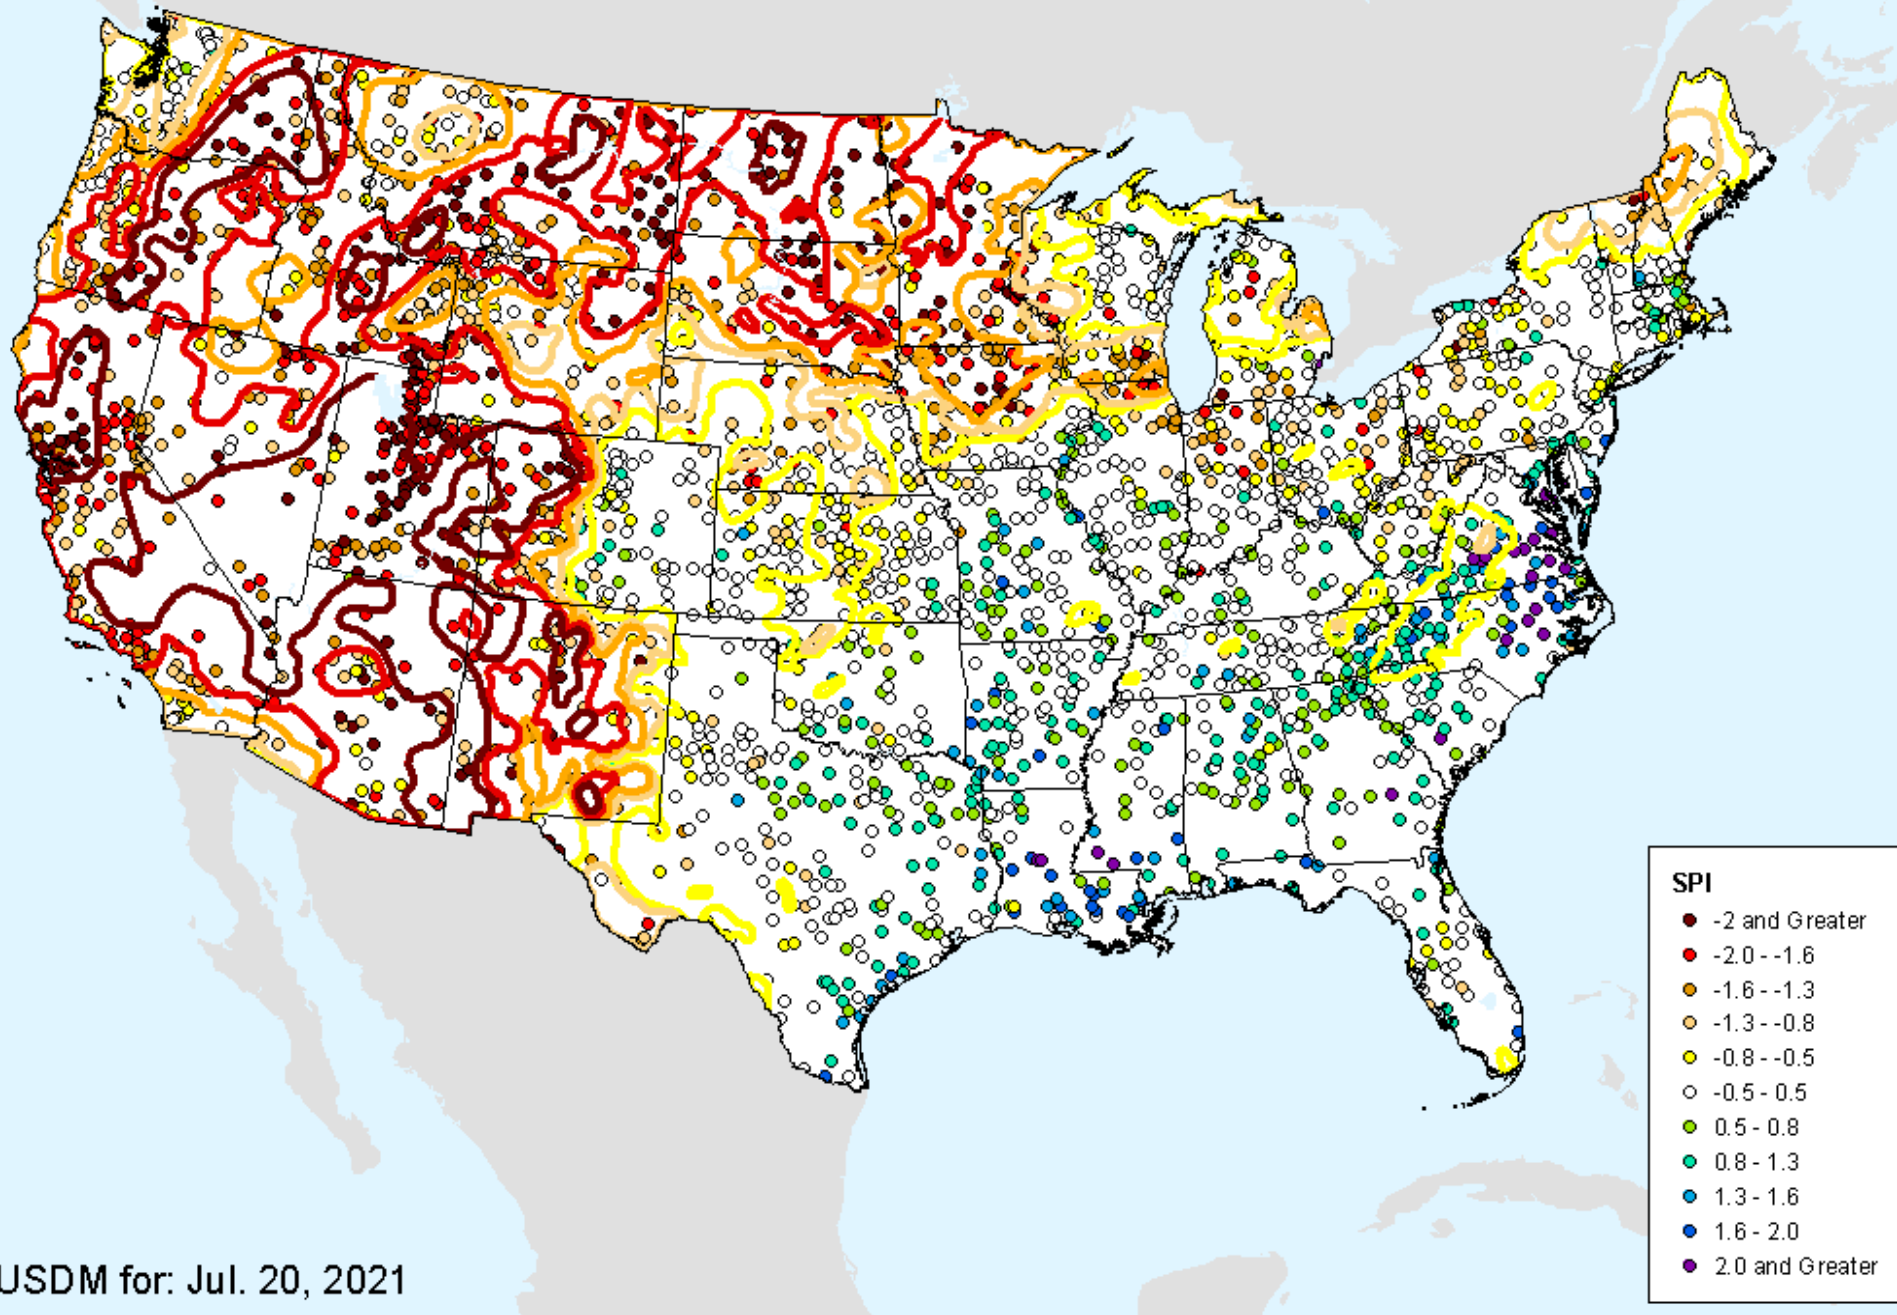 SPI
-2 and Greater
-2.0 - -1.6
-1.6 - -1.3
-1.3 - -0.8
-0.8 - -0.5
-0.5 - 0.5
0.5 - 0.8
0.8 - 1.3
1.3 - 1.6
1.6 - 2.0
2.0 and Greater
USDM for: Jul. 20, 2021